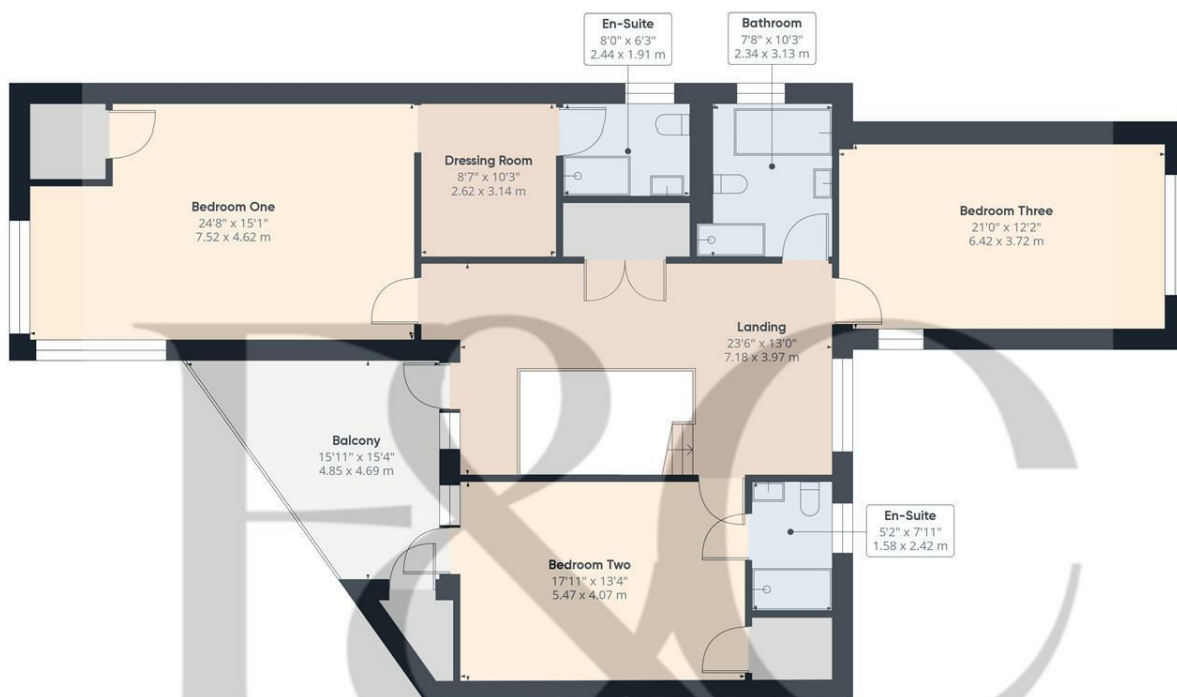 En-Suite
8'0" x 6'3"
2.44 x 1.91 m
Bathroom
7'8" x 10'3"
2.34 x 3.13 m
Dressing Room
8'7" x 10'3"
2.62 x 3.14 m
Bedroom One
24'8" x 15'1"
7.52 x 4.62 m
Bedroom Three
21'0" x 12'2"
6.42 x 3.72 m
Landing
23'6" x 13'0"
7.18 x 3.97 m
Balcony
15'11" x 15'4"
4.85 x 4.69 m
En-Suite
5'2" x 7'11"
1.58 x 2.42 m
Bedroom Two
17'11" x 13'4"
5.47 x 4.07 m
F&C